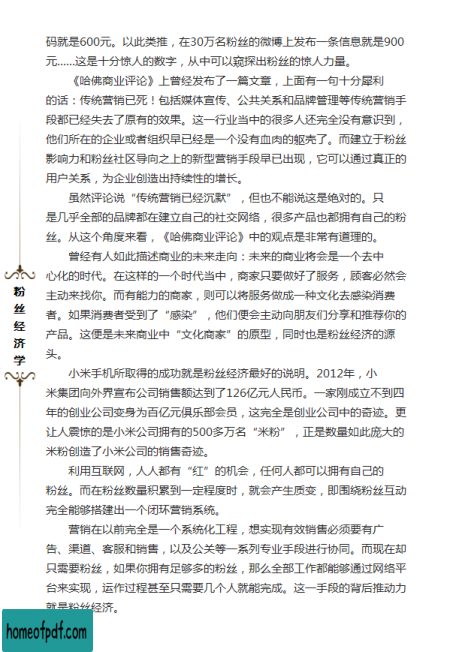 码就是600元。以此类推，在30万名粉丝的微博上发布一条信息就是900
元……这是十分惊人的数字，从中可以窥探出粉丝的惊人力量。
《哈佛商业评论》上曾经发布了一篇文章，上面有一句十分犀利
的话：传统营销已死！包括媒体宣传、公共关系和品牌管理等传统营销手
段都已经失去了原有的效果。这一行业当中的很多人还完全没有意识到，
他们所在的企业或者组织早已经是一个没有血肉的躯壳了。而建立于粉丝
影响力和粉丝社区导向之上的新型营销手段早已出现，它可以通过真正的
用户关系，为企业创造出持续性的增长。
虽然评论说“传统营销已经沉默”，但也不能说这是绝对的。只
是几乎全部的品牌都在建立自己的社交网络，很多产品也都拥有自己的粉
丝。从这个角度来看，《哈佛商业评论》中的观点是非常有道理的。
曾经有人如此描述商业的未来走向：未来的商业将会是一个去中
心化的时代。在这样的一个时代当中，商家只要做好了服务，顾客必然会
主动来找你。而有能力的商家，则可以将服务做成一种文化去感染消费
者。如果消费者受到了“感染”，他们便会主动向朋友们分享和推荐你的
产品。这便是未来商业中“文化商家”的原型，同时也是粉丝经济的源
头。
小米手机所取得的成功就是粉丝经济最好的说明。2012年，小
米集团向外界宣布公司销售额达到了126亿元人民币。一家刚成立不到四
年的创业公司变身为百亿元俱乐部会员，这完全是创业公司中的奇迹。更
让人震惊的是小米公司拥有的500多万名“米粉”，正是数量如此庞大的
米粉创造了小米公司的销售奇迹。
利用互联网，人人都有“红”的机会，任何人都可以拥有自己的
粉丝。而在粉丝数量积累到一定程度时，就会产生质变，即围绕粉丝互动
完全能够搭建出一个闭环营销系统。
营销在以前完全是一个系统化工程，想实现有效销售必须要有广
告、渠道、客服和销售，以及公关等一系列专业手段进行协同。而现在却
只需要粉丝，如果你拥有足够多的粉丝，那么全部工作都能够通过网络平
台来实现，运作过程甚至只需要几个人就能完成。这一手段的背后推动力
就是粉丝经济。
粉丝经济学
homeofpdf.com